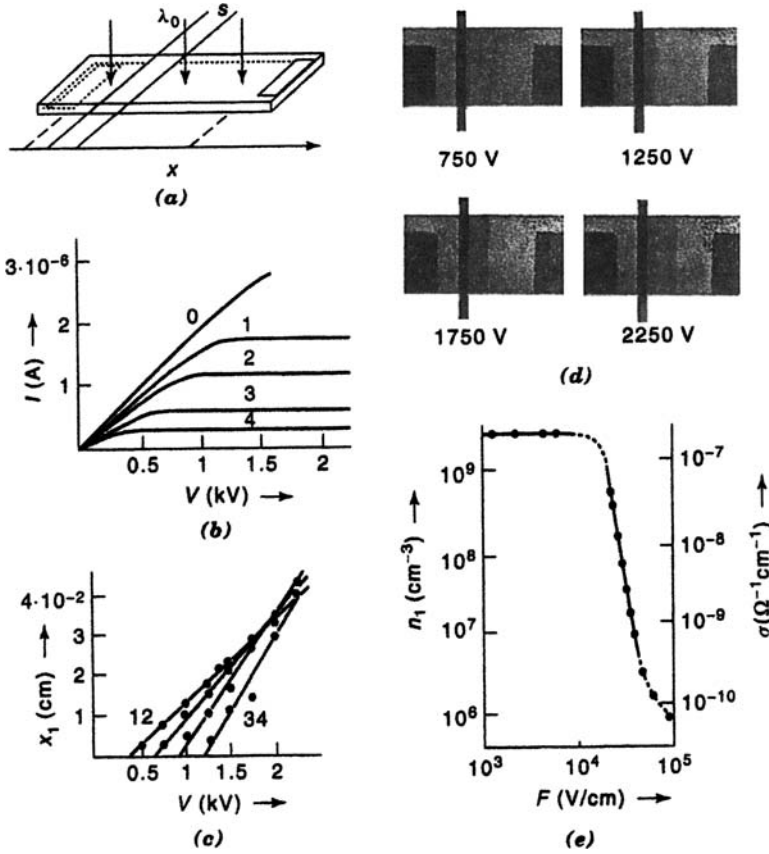 λ₀
s
x
(a)
750 V
1250 V
1750 V
2250 V
(d)
3·10⁻⁶
2
1
I (A) →
0
1
2
3
4
0.5
1
1.5
2
V (kV) →
(b)
4·10⁻²
3
2
1
x₁ (cm) →
12
34
0.5
1
1.5
2
V (kV) →
(c)
10⁹
10⁸
10⁷
10⁶
n₁ (cm⁻³) →
10⁻⁷
10⁻⁸
10⁻⁹
10⁻¹⁰
σ(Ω⁻¹cm⁻¹) →
10³
10⁴
10⁵
F (V/cm) →
(e)